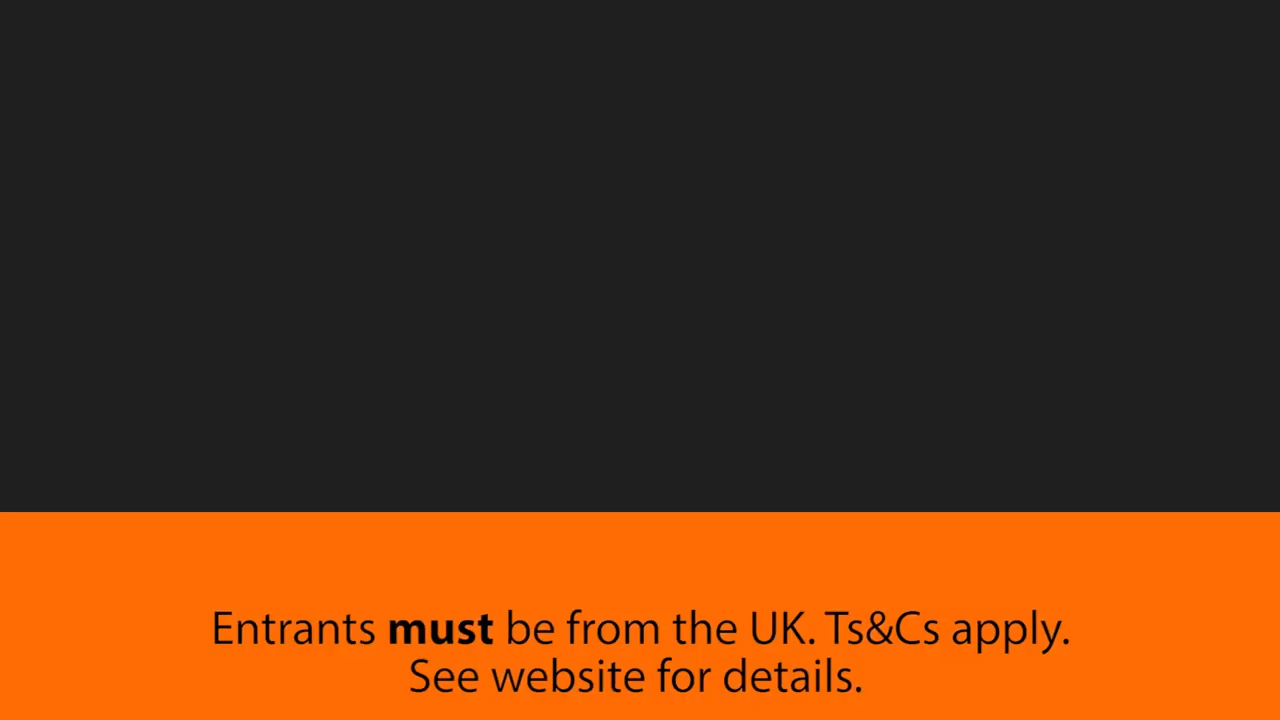 Entrants must be from the UK. Ts&Cs apply.
See website for details.